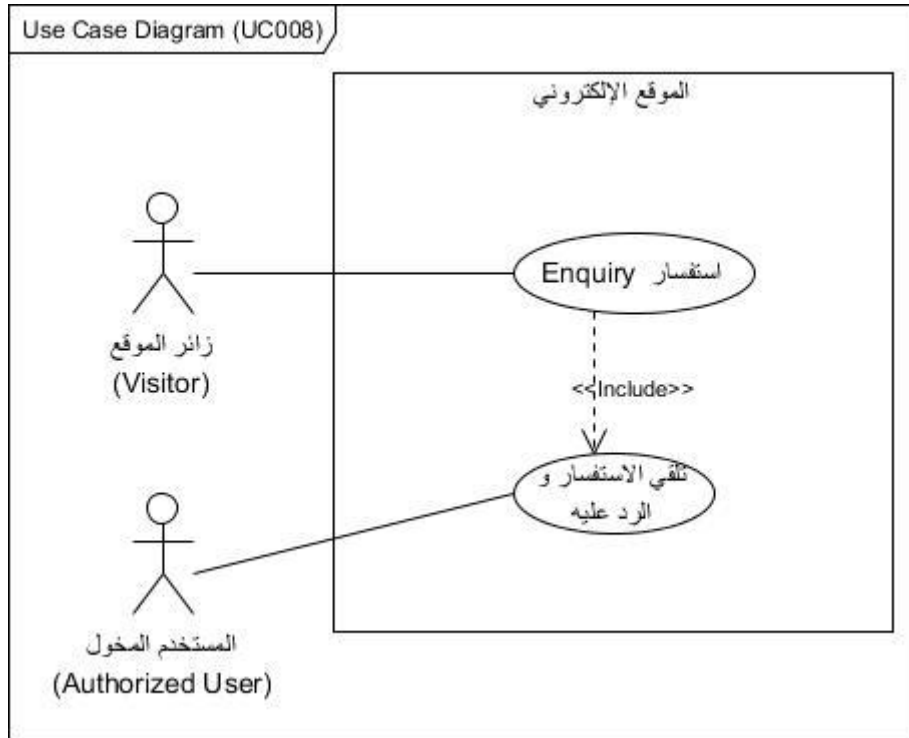 Use Case Diagram (UC008)
الموقع الإلكتروني
استفسار Enquiry
زائر الموقع
(Visitor)
<<Include>>
تلقي الاستفسار و
الرد عليه
المستخدم المخول
(Authorized User)